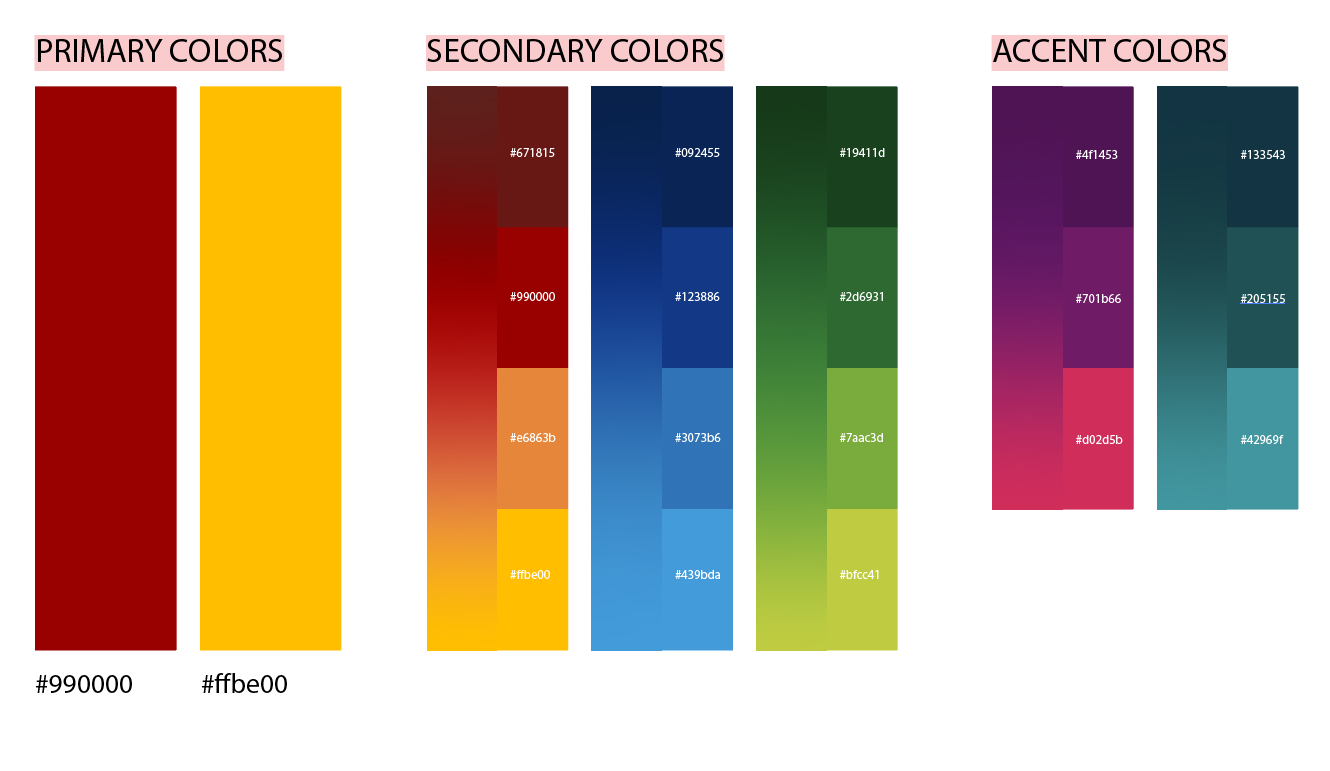 PRIMARY COLORS
#990000
#ffbe00
SECONDARY COLORS
#671815
#990000
#e6863b
#ffbe00
#092455
#123886
#3073b6
#439bda
#19411d
#2d6931
#7aac3d
#bfcc41
ACCENT COLORS
#4f1453
#701b66
#d02d5b
#133543
#205155
#42969f